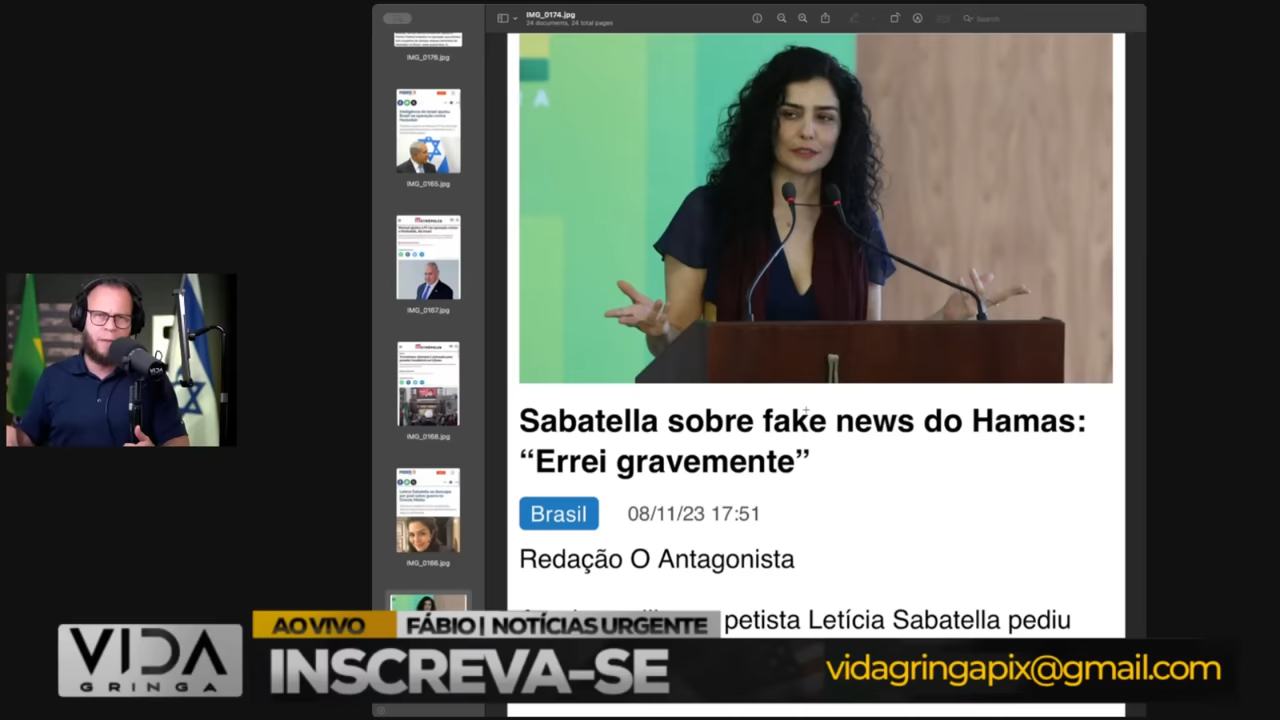 IMG_0174.jpg
24 documents, 24 total pages
Search
IMG_0176.jpg
IMG_0165.jpg
IMG_0167.jpg
IMG_0168.jpg
IMG_0166.jpg
Sabatella sobre fake news do Hamas:
“Errei gravemente”
Brasil
08/11/23 17:51
Redação O Antagonista
petista Letícia Sabatella pediu
AO VIVO
FÁBIO | NOTÍCIAS URGENTE
VIDA
GRINGA
INSCREVA-SE
vidagringapix@gmail.com